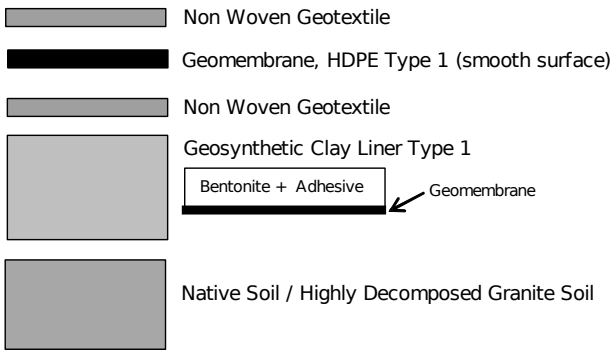 Non Woven Geotextile
Geomembrane, HDPE Type 1 (smooth surface)
Non Woven Geotextile
Geosynthetic Clay Liner Type 1
Bentonite + Adhesive
Geomembrane
Native Soil / Highly Decomposed Granite Soil